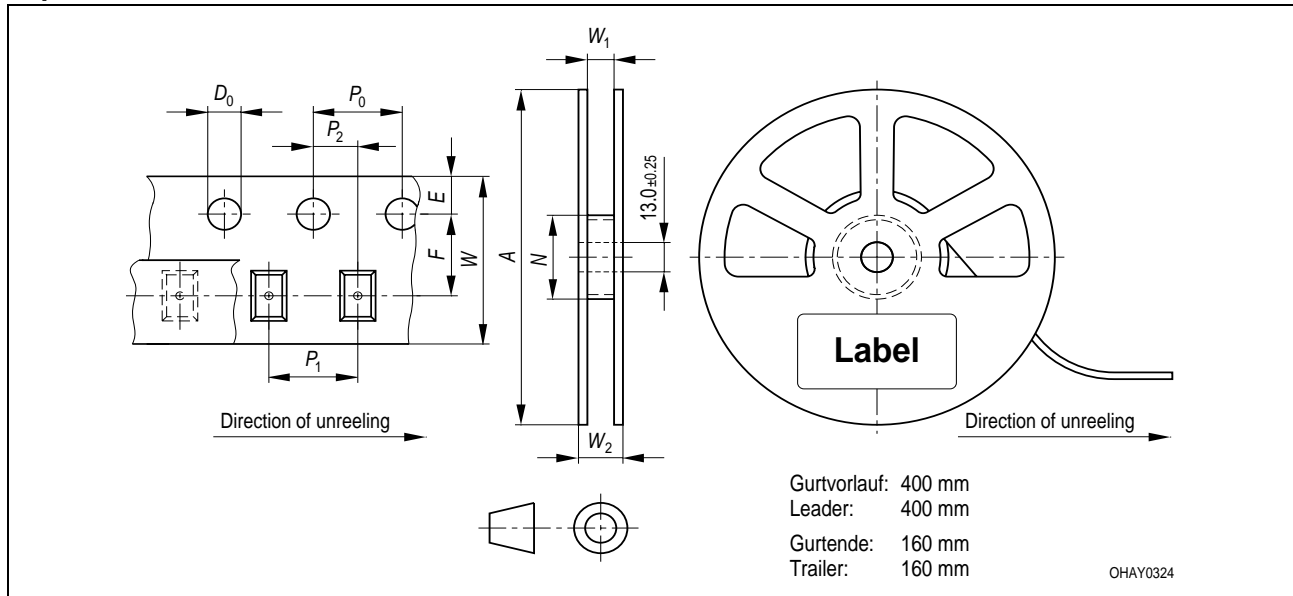 W1
D0
P0
P2
E
F
W
A
N
13.0±0.25
Label
P1
Direction of unreeling
W2
Direction of unreeling
Gurtvorlauf: 400 mm
Leader: 400 mm
Gurtende: 160 mm
Trailer: 160 mm
OHAY0324